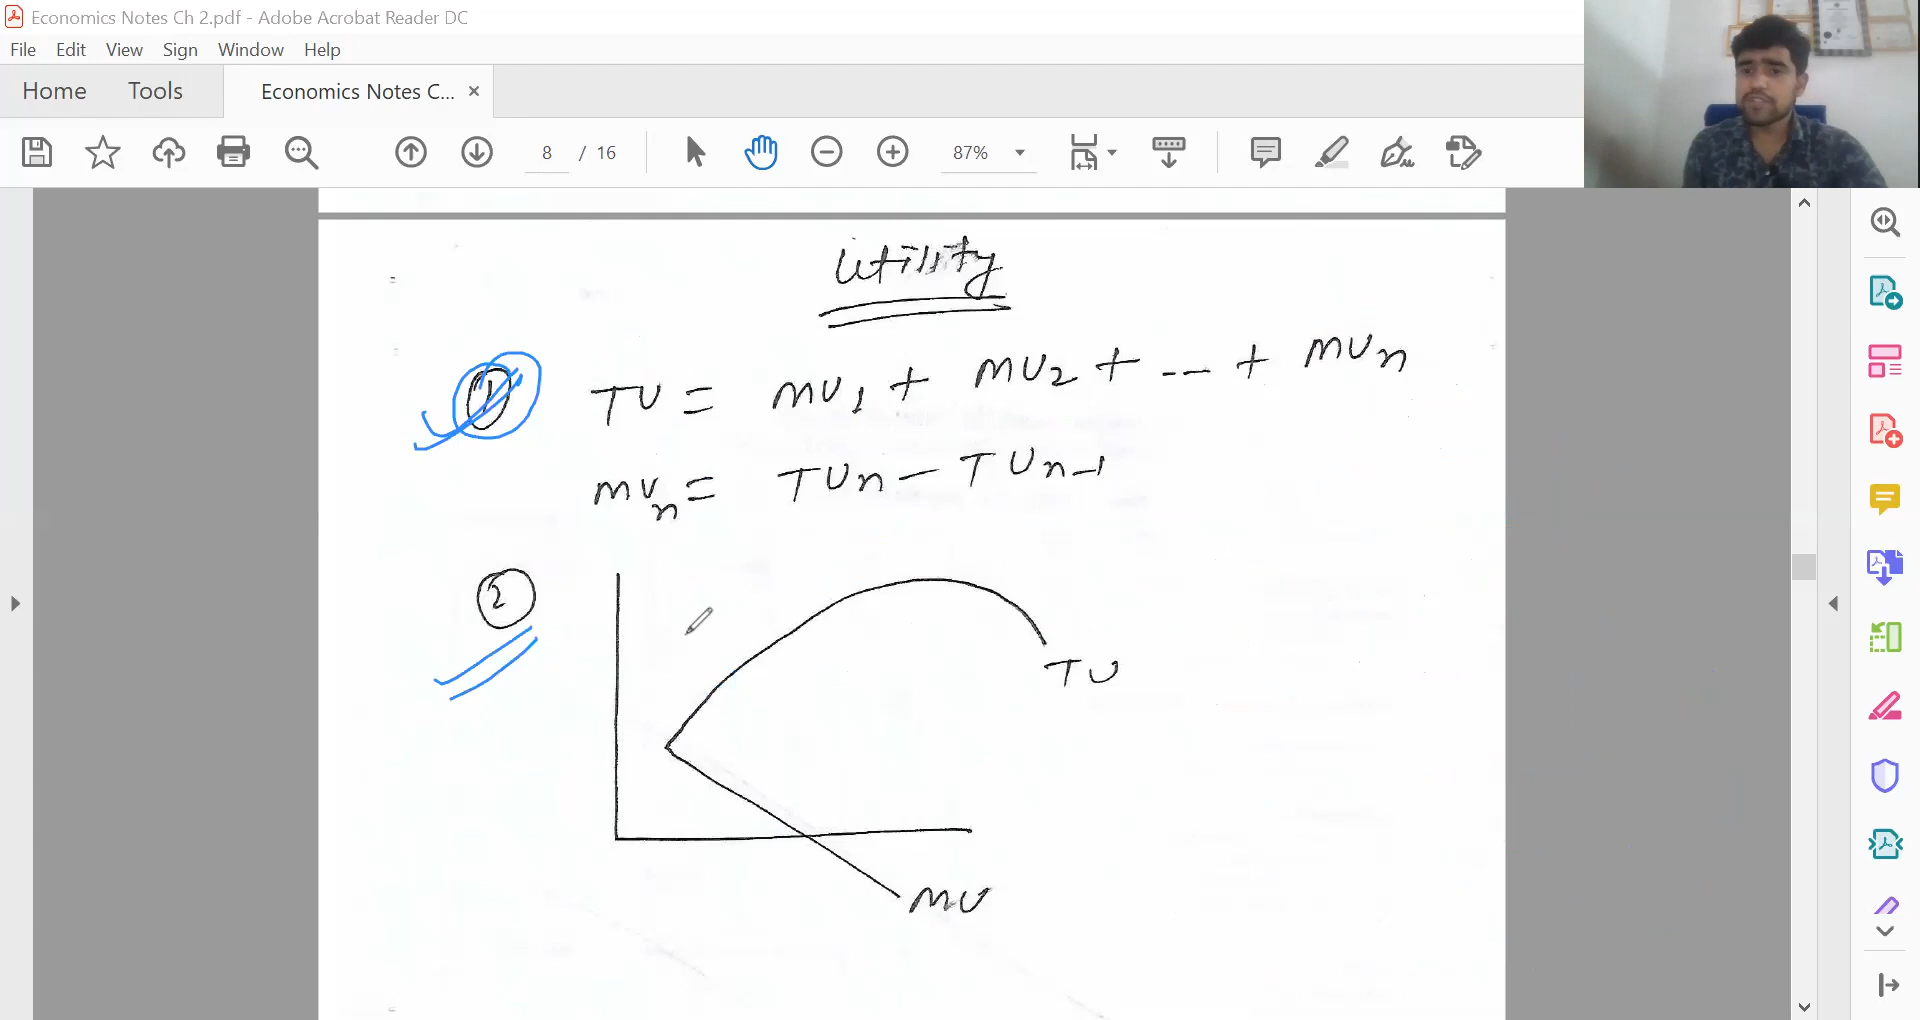 Economics Notes Ch 2.pdf - Adobe Acrobat Reader DC
File Edit View Sign Window Help
Home Tools Economics Notes C... ×
8 / 16 87%
Utility
① TU = MU1 + MU2 + -- + MUn
MUn = TUn - TUn-1
②
TU
MU